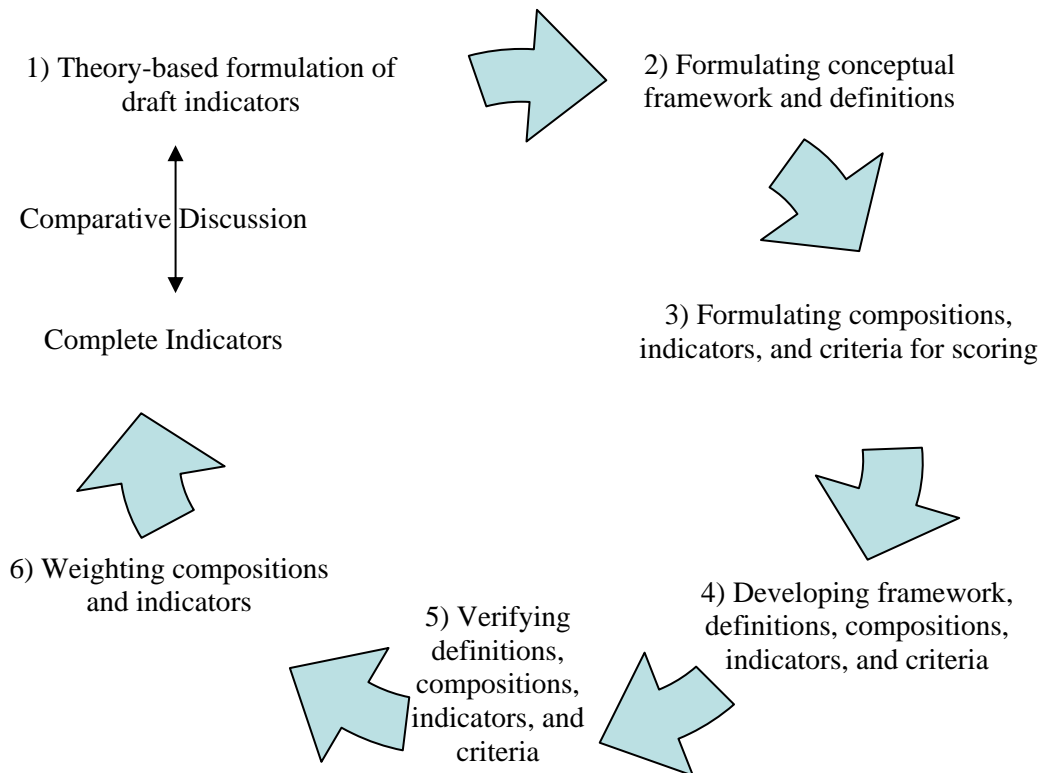 1) Theory-based formulation of
draft indicators
2) Formulating conceptual
framework and definitions
Comparative Discussion
Complete Indicators
3) Formulating compositions,
indicators, and criteria for scoring
4) Developing framework,
definitions, compositions,
indicators, and criteria
5) Verifying
definitions,
compositions,
indicators, and
criteria
6) Weighting compositions
and indicators